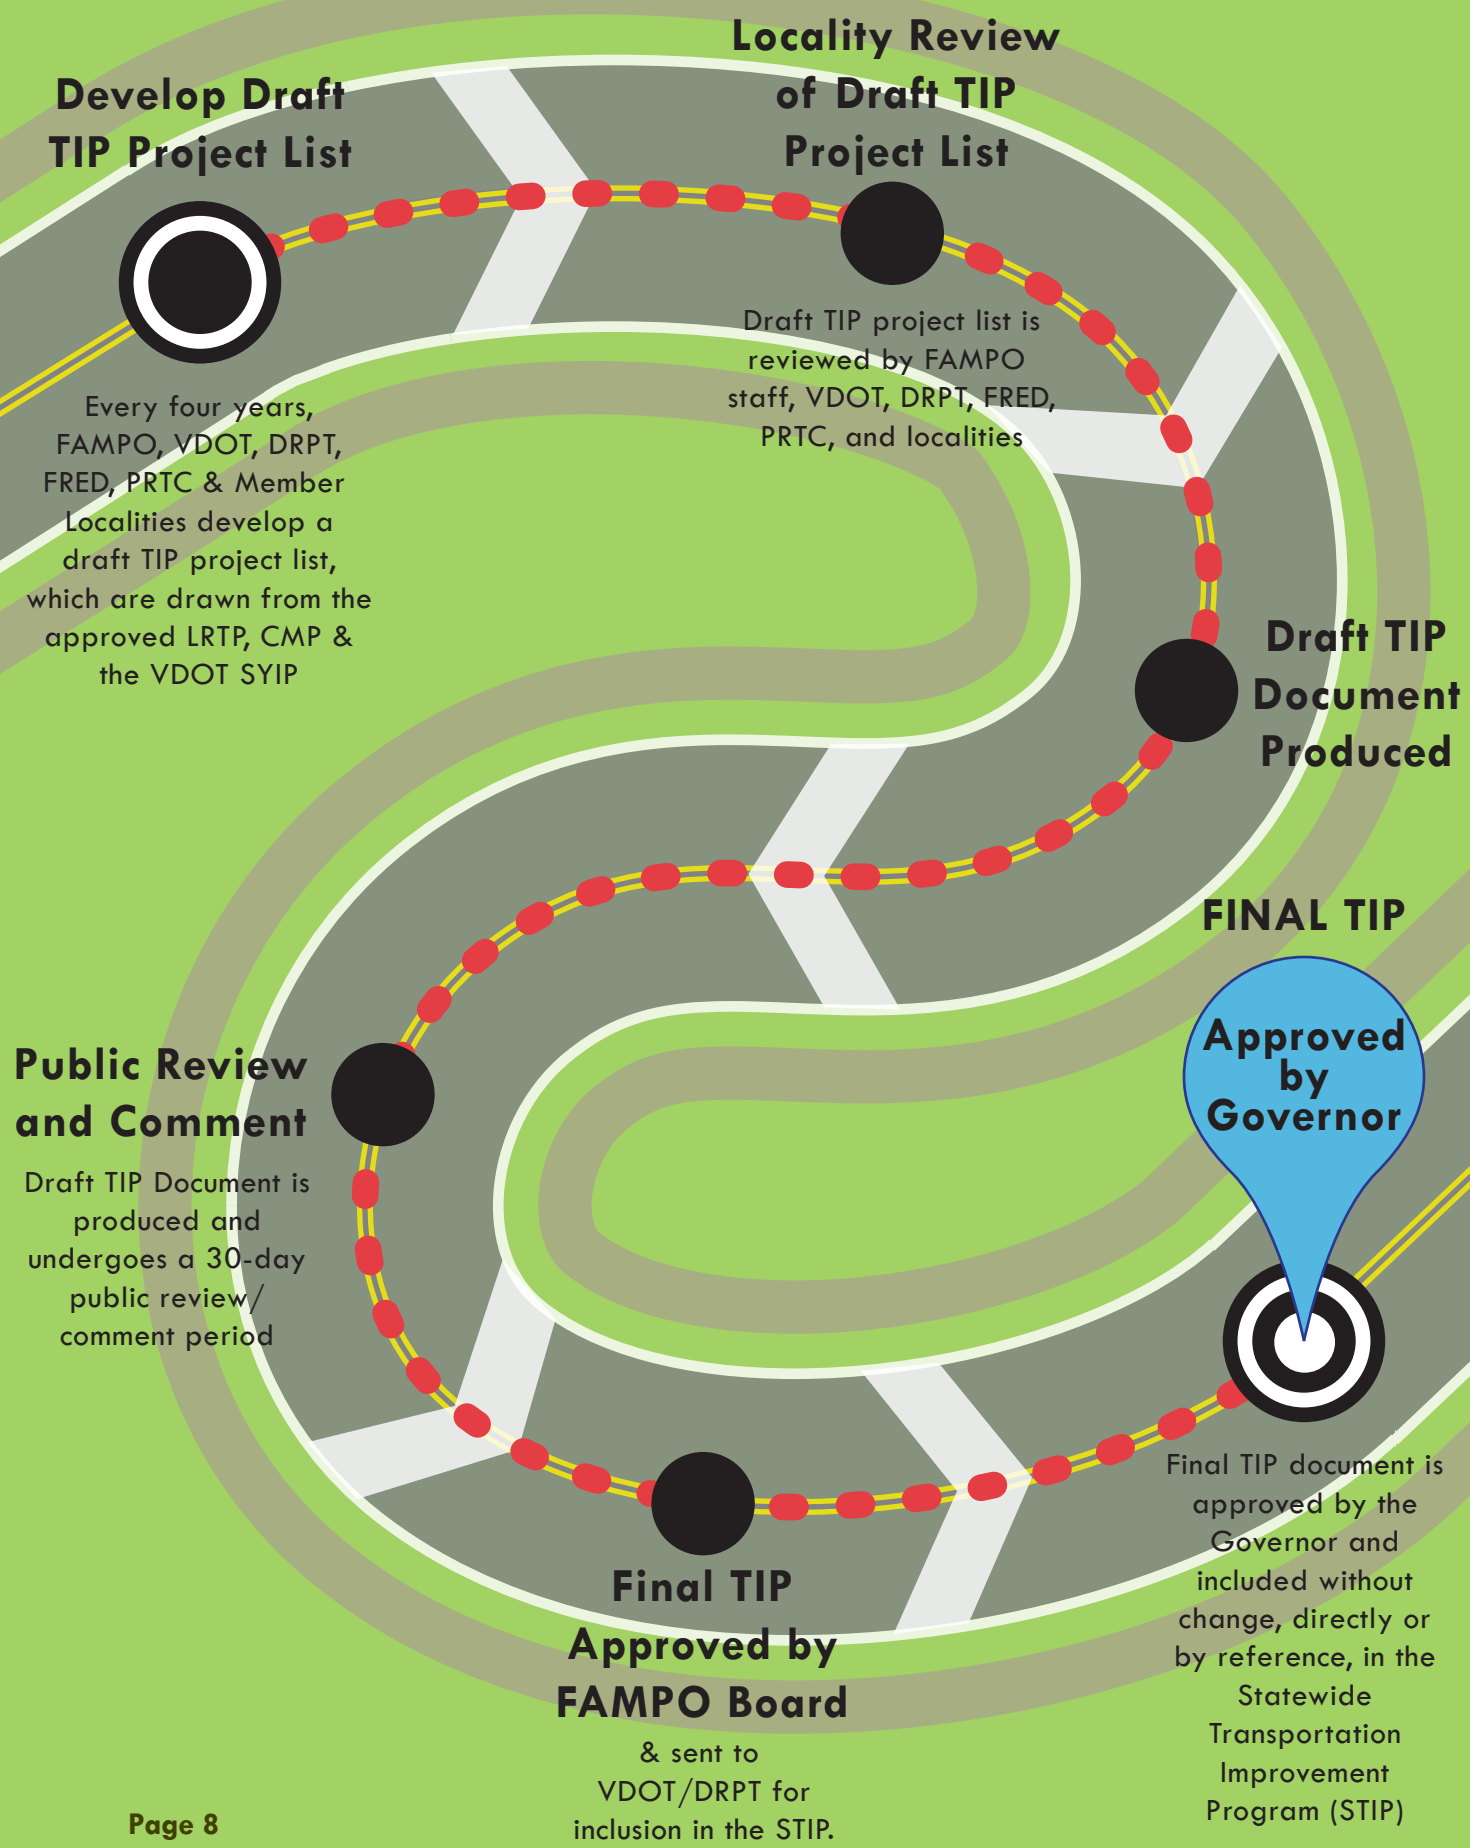 Develop Draft
TIP Project List
Every four years,
FAMPO, VDOT, DRPT,
FRED, PRTC & Member
Localities develop a
draft TIP project list,
which are drawn from the
approved LRTP, CMP &
the VDOT SYIP
Locality Review
of Draft TIP
Project List
Draft TIP project list is
reviewed by FAMPO
staff, VDOT, DRPT, FRED,
PRTC, and localities
Draft TIP
Document
Produced
Public Review
and Comment
Draft TIP Document is
produced and
undergoes a 30-day
public review/
comment period
Final TIP
Approved by
FAMPO Board
& sent to
VDOT/DRPT for
inclusion in the STIP.
FINAL TIP
Approved
by
Governor
Final TIP document is
approved by the
Governor and
included without
change, directly or
by reference, in the
Statewide
Transportation
Improvement
Program (STIP)
Page 8